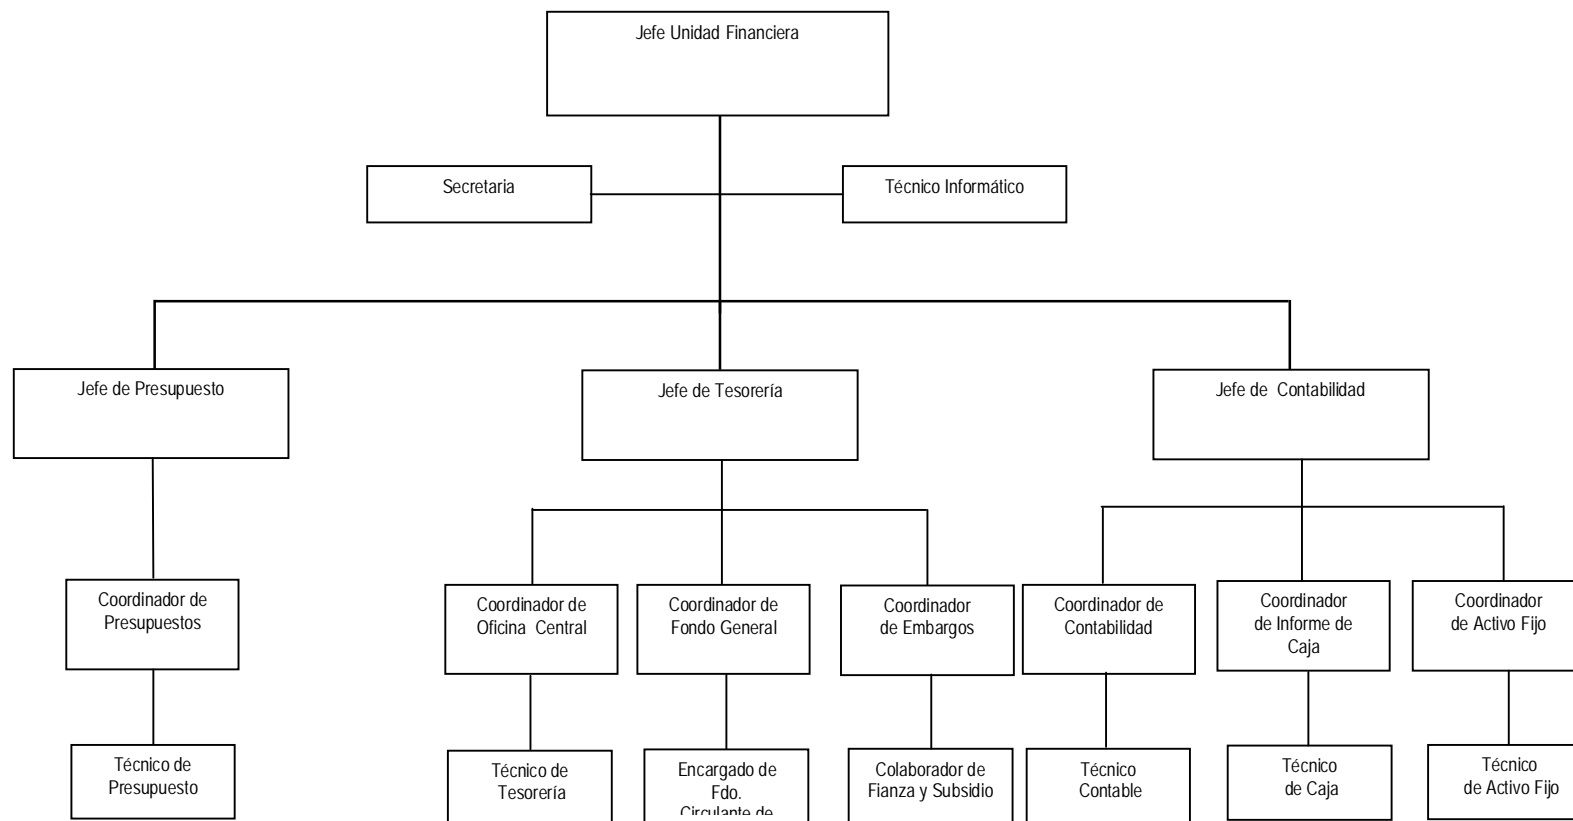 Jefe Unidad Financiera
Secretaria
Técnico Informático
Jefe de Presupuesto
Jefe de Tesorería
Jefe de Contabilidad
Coordinador de
Presupuestos
Coordinador de
Oficina Central
Coordinador de
Fondo General
Coordinador
de Embargos
Coordinador de
Contabilidad
Coordinador
de Informe de
Caja
Coordinador
de Activo Fijo
Técnico de
Presupuesto
Técnico de
Tesorería
Encargado de
Fdo.
Circulante de
Colaborador de
Fianza y Subsidio
Técnico
Contable
Técnico
de Caja
Técnico
de Activo Fijo